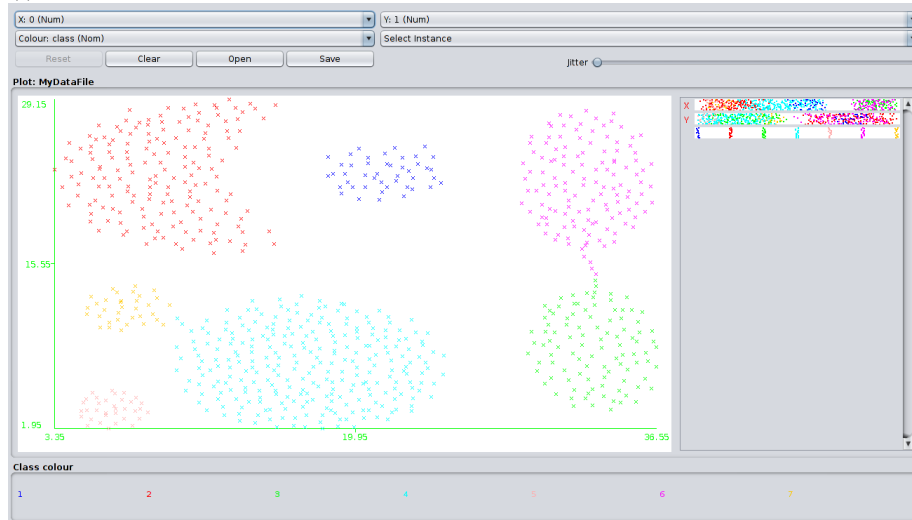 X: 0 (Num) Y: 1 (Num)
Colour: class (Nom) Select Instance
Reset Clear Open Save Jitter
Plot: MyDataFile
29.15
X
Y
15.55
1.95
3.35 19.95 36.95
Class colour
1 2 3 4 5 6 7